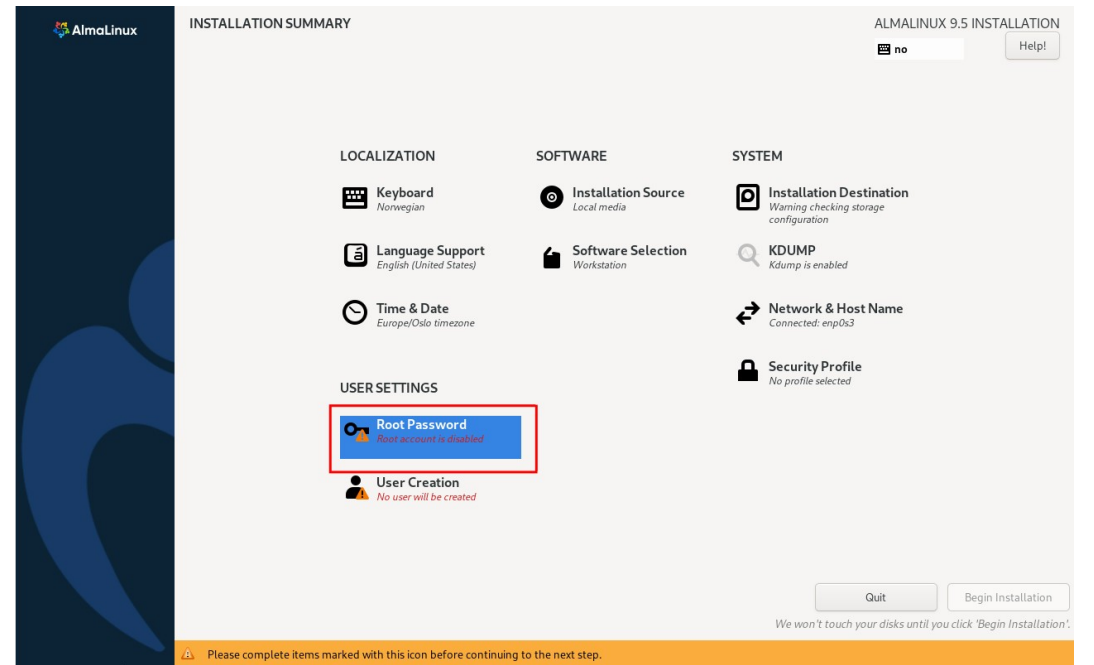 AlmaLinux
INSTALLATION SUMMARY
ALMALINUX 9.5 INSTALLATION
no
Help!
LOCALIZATION
Keyboard
Norwegian
Language Support
English (United States)
Time & Date
Europe/Oslo timezone
SOFTWARE
Installation Source
Local media
Software Selection
Workstation
SYSTEM
Installation Destination
Warning checking storage
configuration
KDUMP
Kdump is enabled
Network & Host Name
Connected: enp0s3
Security Profile
No profile selected
USER SETTINGS
Root Password
Root account is disabled
User Creation
No user will be created
Quit
Begin Installation
We won't touch your disks until you click 'Begin Installation'.
Please complete items marked with this icon before continuing to the next step.